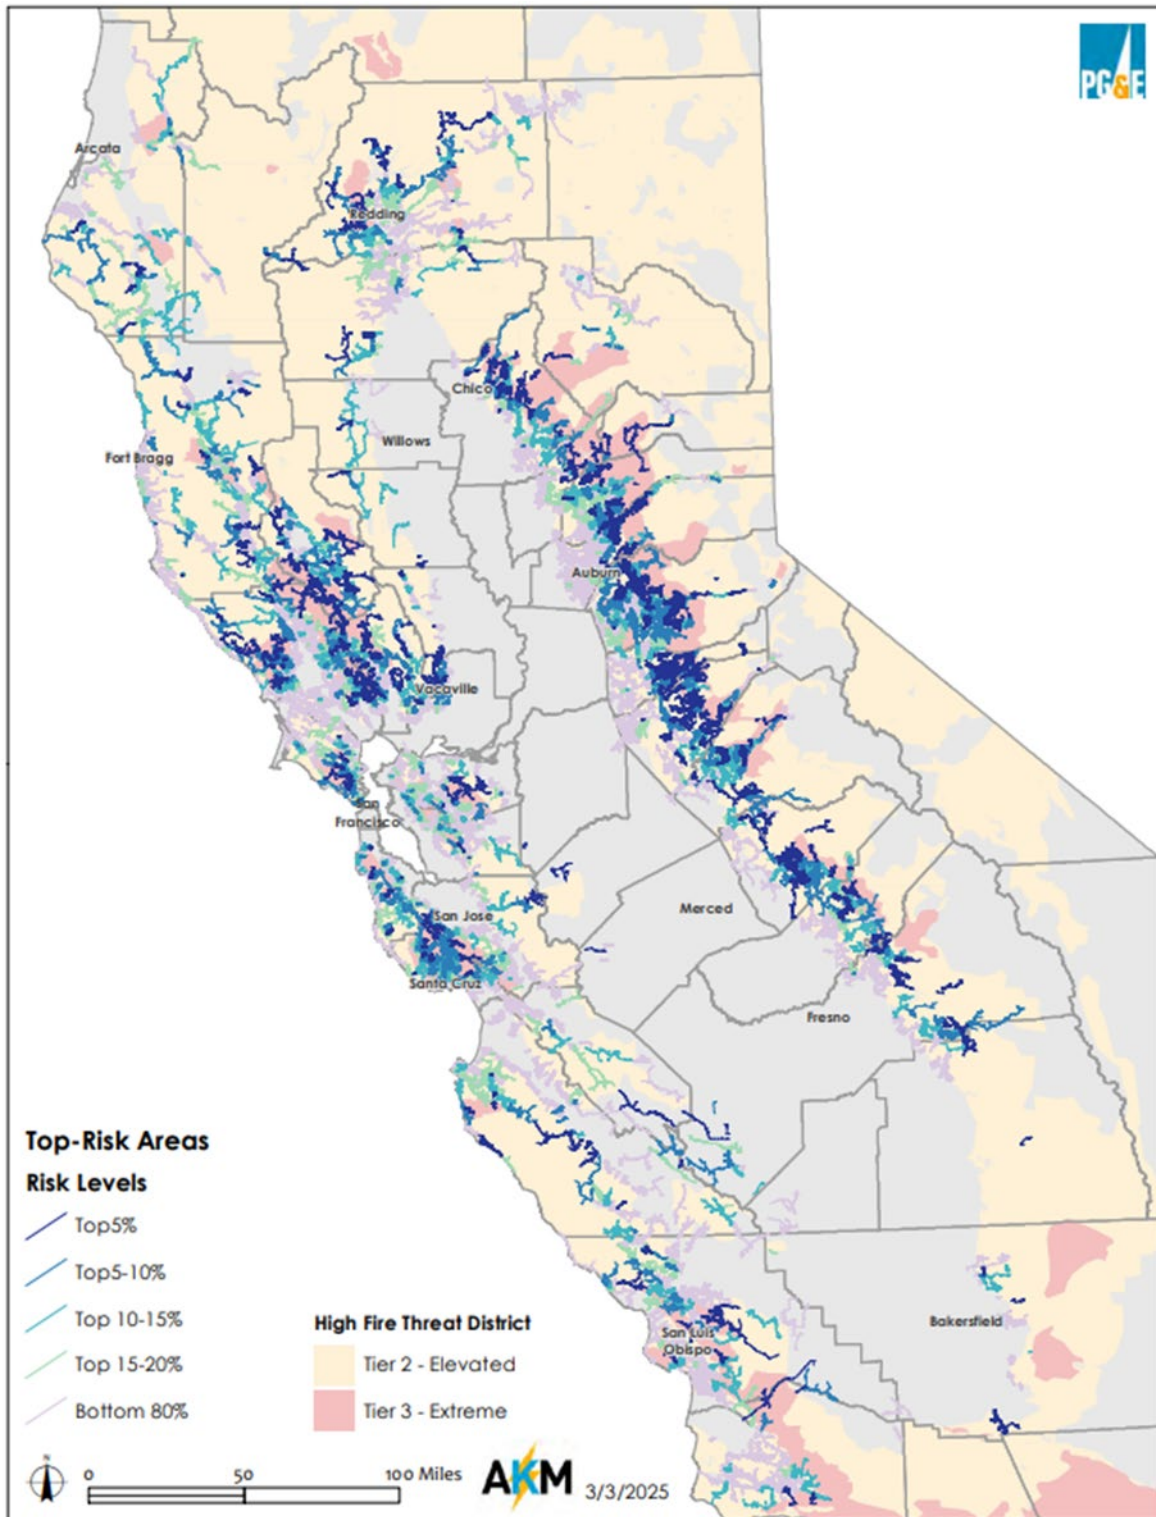 PG&E
Arcata
Redding
Chico
Willows
Fort Bragg
Auburn
Vacaville
San
Francisco
San Jose
Merced
Santa Cruz
Fresno
Top-Risk Areas
Risk Levels
Top5%
Top5-10%
Top 10-15%
Top 15-20%
Bottom 80%
High Fire Threat District
Tier 2 - Elevated
Tier 3 - Extreme
San Luis
Obispo
Bakersfield
N
0 50 100 Miles
AKM 3/3/2025